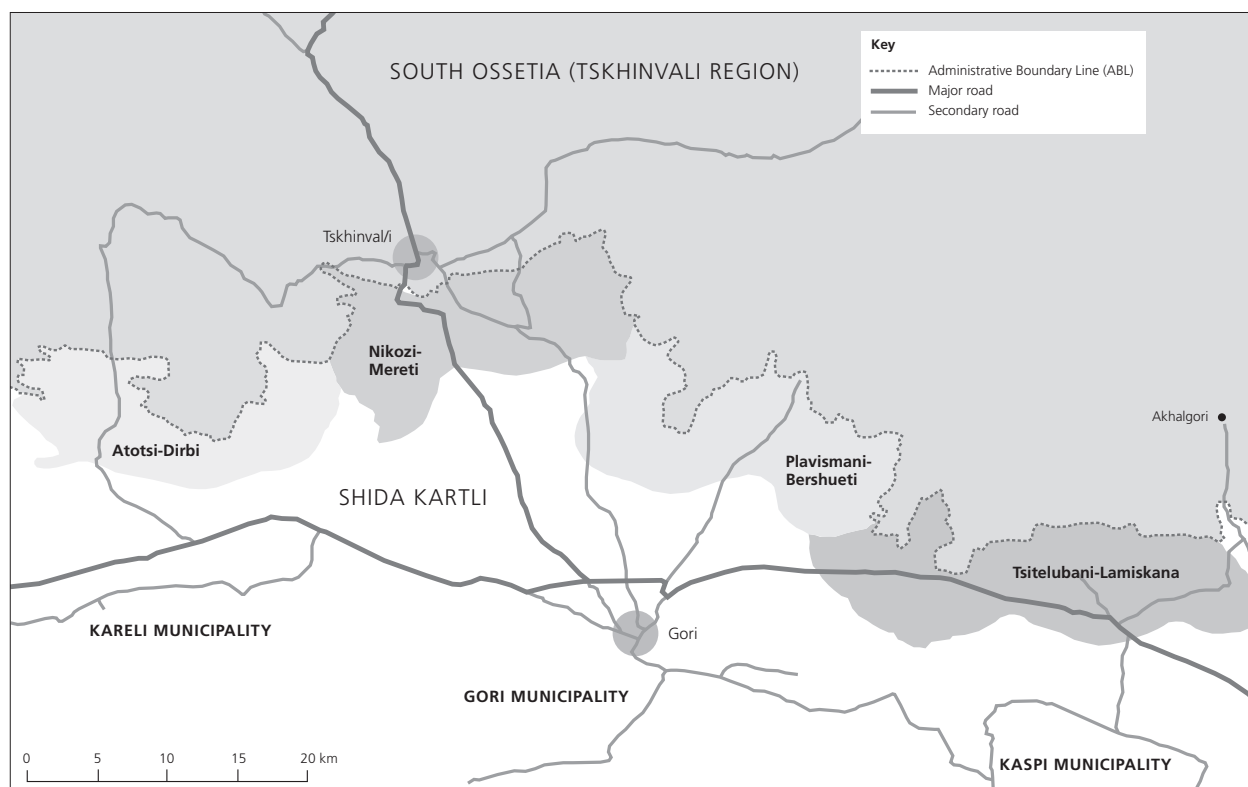 Key
SOUTH OSSETIA (TSKHINVALI REGION)
Administrative Boundary Line (ABL)
Major road
Secondary road
Tskhinval/i
Nikozi-
Mereti
Akhalgori
Atotsi-Dirbi
Plavismani-
Bershueti
SHIDA KARTLI
Tsitelubani-Lamiskana
KARELI MUNICIPALITY
Gori
GORI MUNICIPALITY
KASPI MUNICIPALITY
0 5 10 15 20 km